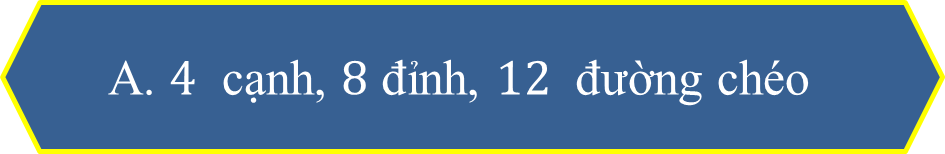 A. 4 cạnh, 8 đỉnh, 12 đường chéo